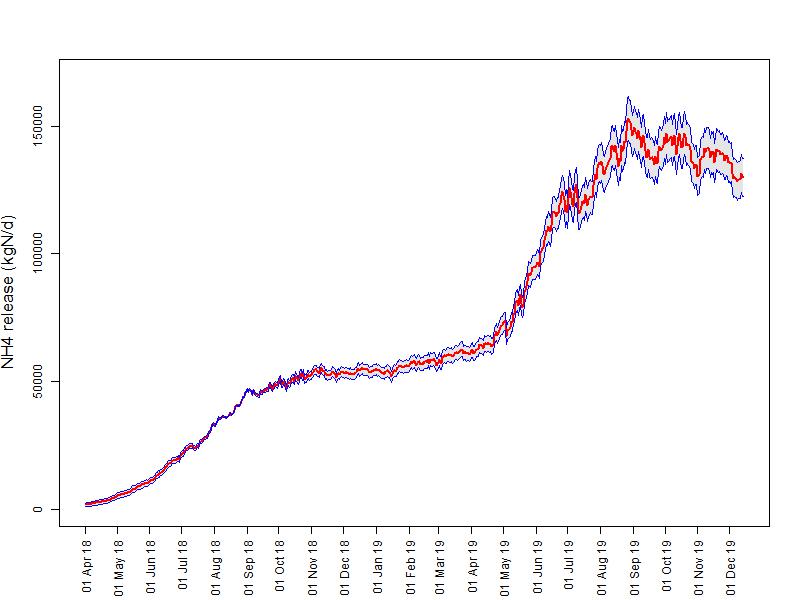 NH4 release (kgN/d)
150000
100000
50000
0
01 Apr 18
01 May 18
01 Jun 18
01 Jul 18
01 Aug 18
01 Sep 18
01 Oct 18
01 Nov 18
01 Dec 18
01 Jan 19
01 Feb 19
01 Mar 19
01 Apr 19
01 May 19
01 Jun 19
01 Jul 19
01 Aug 19
01 Sep 19
01 Oct 19
01 Nov 19
01 Dec 19